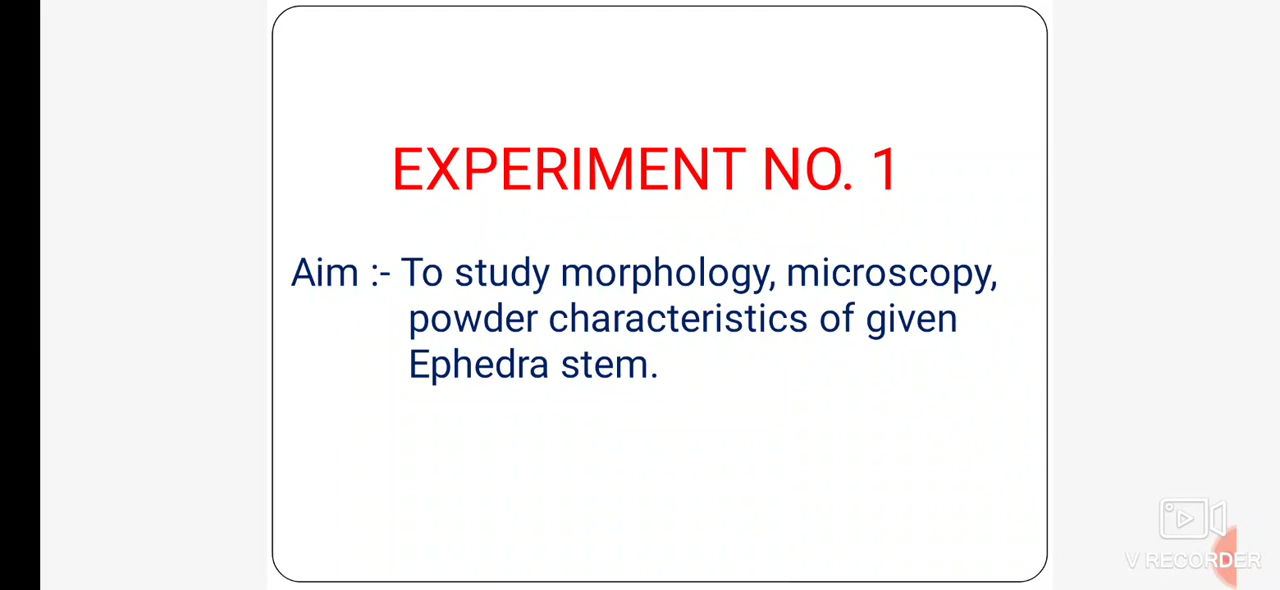 EXPERIMENT NO. 1
Aim :- To study morphology, microscopy,
powder characteristics of given
Ephedra stem.
V RECORDER